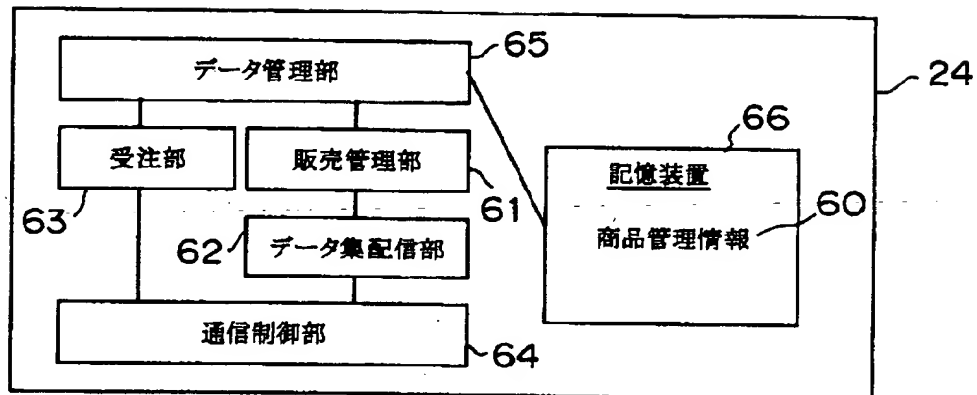 65
データ管理部
24
66
受注部
販売管理部
記憶装置
63
61
60
商品管理情報
62
データ集配信部
通信制御部
64